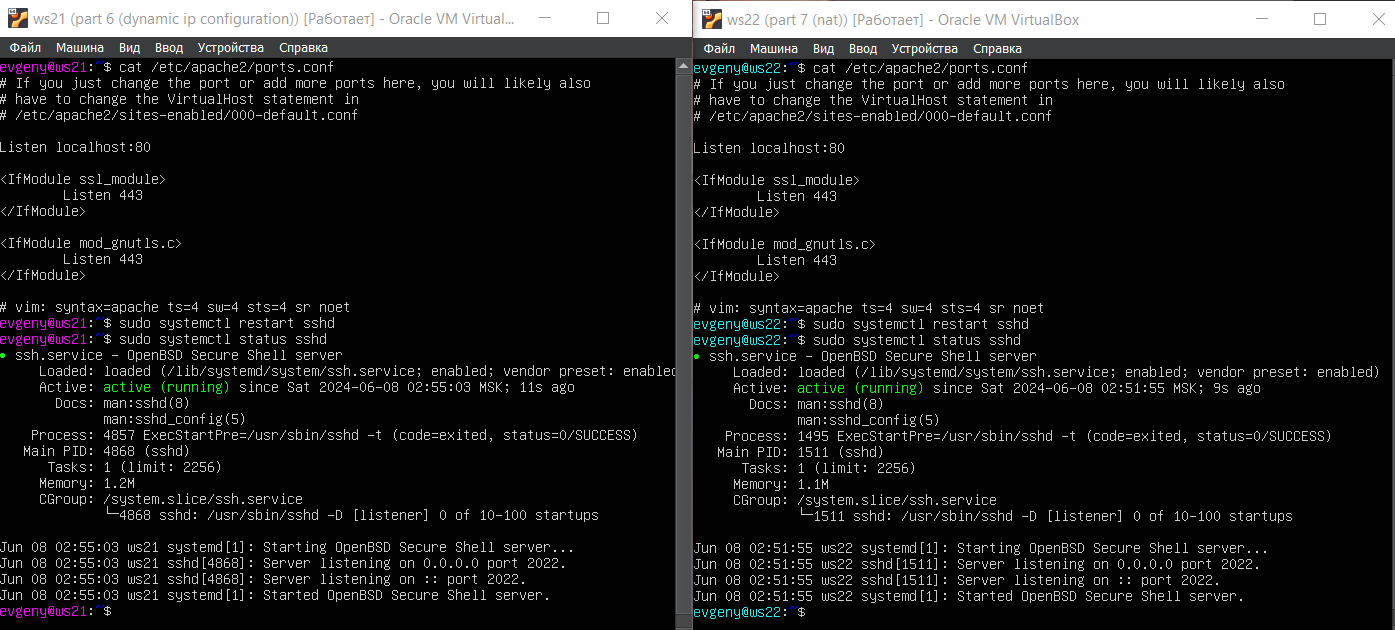 ws21 (part 6 (dynamic ip configuration)) [Работает] - Oracle VM Virtual...
Файл Машина Вид Ввод Устройства Справка
evgeny@ws21:~$ cat /etc/apache2/ports.conf
# If you just change the port or add more ports here, you will likely also
# have to change the VirtualHost statement in
# /etc/apache2/sites-enabled/000-default.conf
Listen localhost:80
<IfModule ssl_module>
Listen 443
</IfModule>
<IfModule mod_gnutls.c>
Listen 443
</IfModule>
# vim: syntax=apache ts=4 sw=4 sts=4 sr noet
evgeny@ws21:~$ sudo systemctl restart sshd
evgeny@ws21:~$ sudo systemctl status sshd
● ssh.service - OpenBSD Secure Shell server
Loaded: loaded (/lib/systemd/system/ssh.service; enabled; vendor preset: enabled
Active: active (running) since Sat 2024-06-08 02:55:03 MSK; 11s ago
Docs: man:sshd(8)
man:sshd_config(5)
Process: 4857 ExecStartPre=/usr/sbin/sshd -t (code=exited, status=0/SUCCESS)
Main PID: 4868 (sshd)
Tasks: 1 (limit: 2256)
Memory: 1.2M
CGroup: /system.slice/ssh.service
└─4868 sshd: /usr/sbin/sshd -D [listener] 0 of 10-100 startups
Jun 08 02:55:03 ws21 systemd[1]: Starting OpenBSD Secure Shell server...
Jun 08 02:55:03 ws21 sshd[4868]: Server listening on 0.0.0.0 port 2022.
Jun 08 02:55:03 ws21 sshd[4868]: Server listening on :: port 2022.
Jun 08 02:55:03 ws21 systemd[1]: Started OpenBSD Secure Shell server.
evgeny@ws21:~$
ws22 (part 7 (nat)) [Работает] - Oracle VM VirtualBox
Файл Машина Вид Ввод Устройства Справка
evgeny@ws22:~$ cat /etc/apache2/ports.conf
# If you just change the port or add more ports here, you will likely also
# have to change the VirtualHost statement in
# /etc/apache2/sites-enabled/000-default.conf
Listen localhost:80
<IfModule ssl_module>
Listen 443
</IfModule>
<IfModule mod_gnutls.c>
Listen 443
</IfModule>
# vim: syntax=apache ts=4 sw=4 sts=4 sr noet
evgeny@ws22:~$ sudo systemctl restart sshd
evgeny@ws22:~$ sudo systemctl status sshd
● ssh.service - OpenBSD Secure Shell server
Loaded: loaded (/lib/systemd/system/ssh.service; enabled; vendor preset: enabled)
Active: active (running) since Sat 2024-06-08 02:51:55 MSK; 9s ago
Docs: man:sshd(8)
man:sshd_config(5)
Process: 1495 ExecStartPre=/usr/sbin/sshd -t (code=exited, status=0/SUCCESS)
Main PID: 1511 (sshd)
Tasks: 1 (limit: 2256)
Memory: 1.1M
CGroup: /system.slice/ssh.service
└─1511 sshd: /usr/sbin/sshd -D [listener] 0 of 10-100 startups
Jun 08 02:51:55 ws22 systemd[1]: Starting OpenBSD Secure Shell server...
Jun 08 02:51:55 ws22 sshd[1511]: Server listening on 0.0.0.0 port 2022.
Jun 08 02:51:55 ws22 sshd[1511]: Server listening on :: port 2022.
Jun 08 02:51:55 ws22 systemd[1]: Started OpenBSD Secure Shell server.
evgeny@ws22:~$